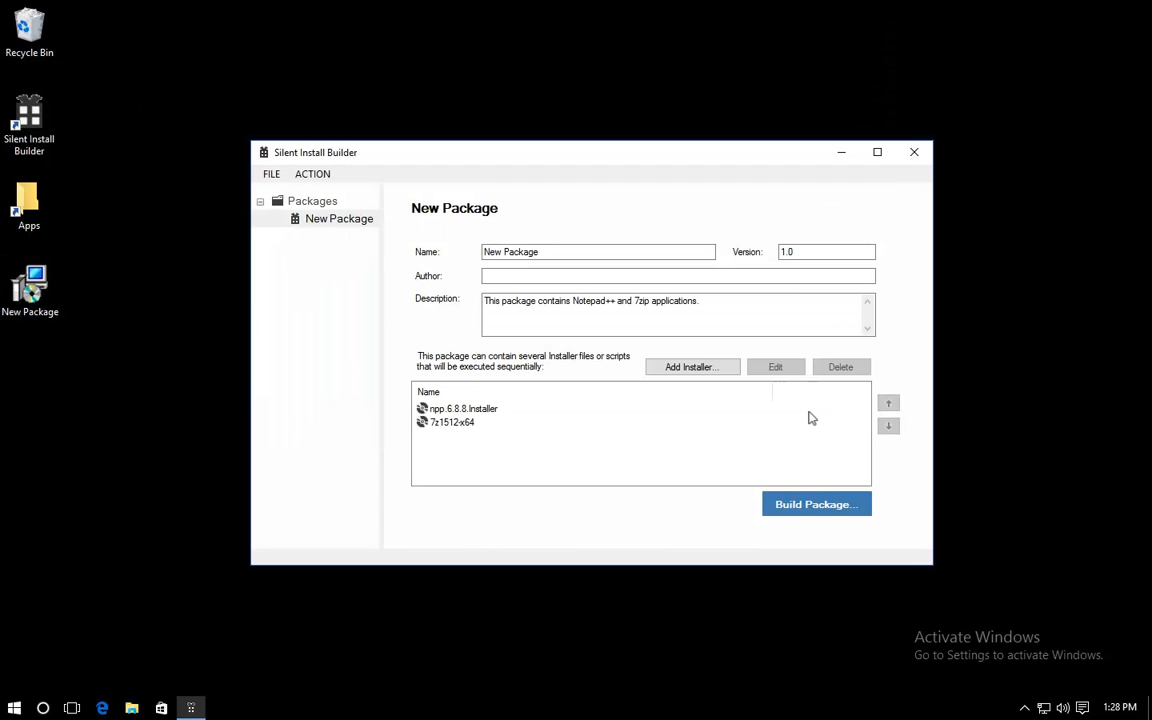 Recycle Bin
Silent Install
Builder
Apps
New Package
Silent Install Builder
FILE ACTION
Packages
New Package
New Package
Name: New Package Version: 1.0
Author:
Description: This package contains Notepad++ and 7zip applications.
This package can contain several Installer files or scripts
that will be executed sequentially:
Add Installer... Edit Delete
Name
npp.6.8.8.Installer
7z1512-x64
Build Package...
Activate Windows
Go to Settings to activate Windows.
1:28 PM